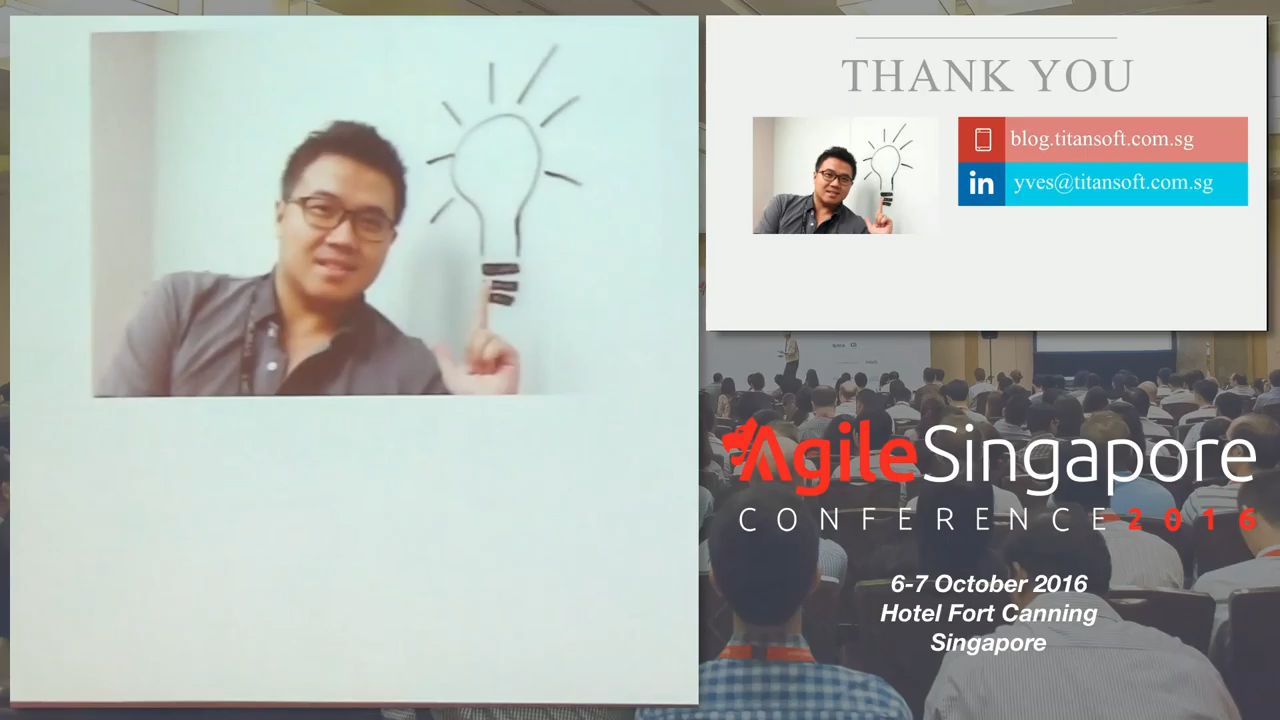 THANK YOU
blog.titansoft.com.sg
in yves@titansoft.com.sg
AgileSingapore
CONFERENCE 2016
6-7 October 2016
Hotel Fort Canning
Singapore